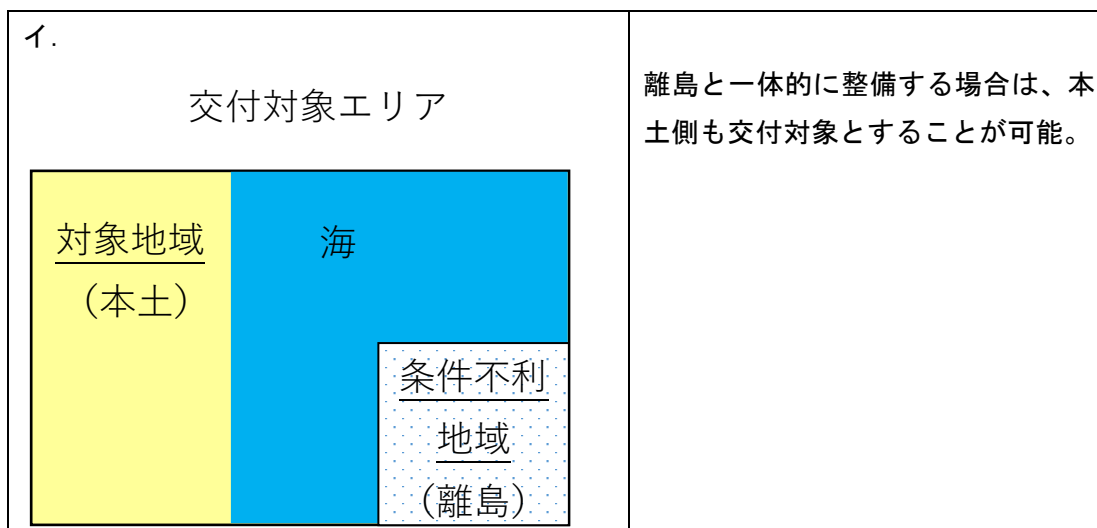 イ.
交付対象エリア
対象地域
（本土）
海
条件不利
地域
（離島）
離島と一体的に整備する場合は、本
土側も交付対象とすることが可能。